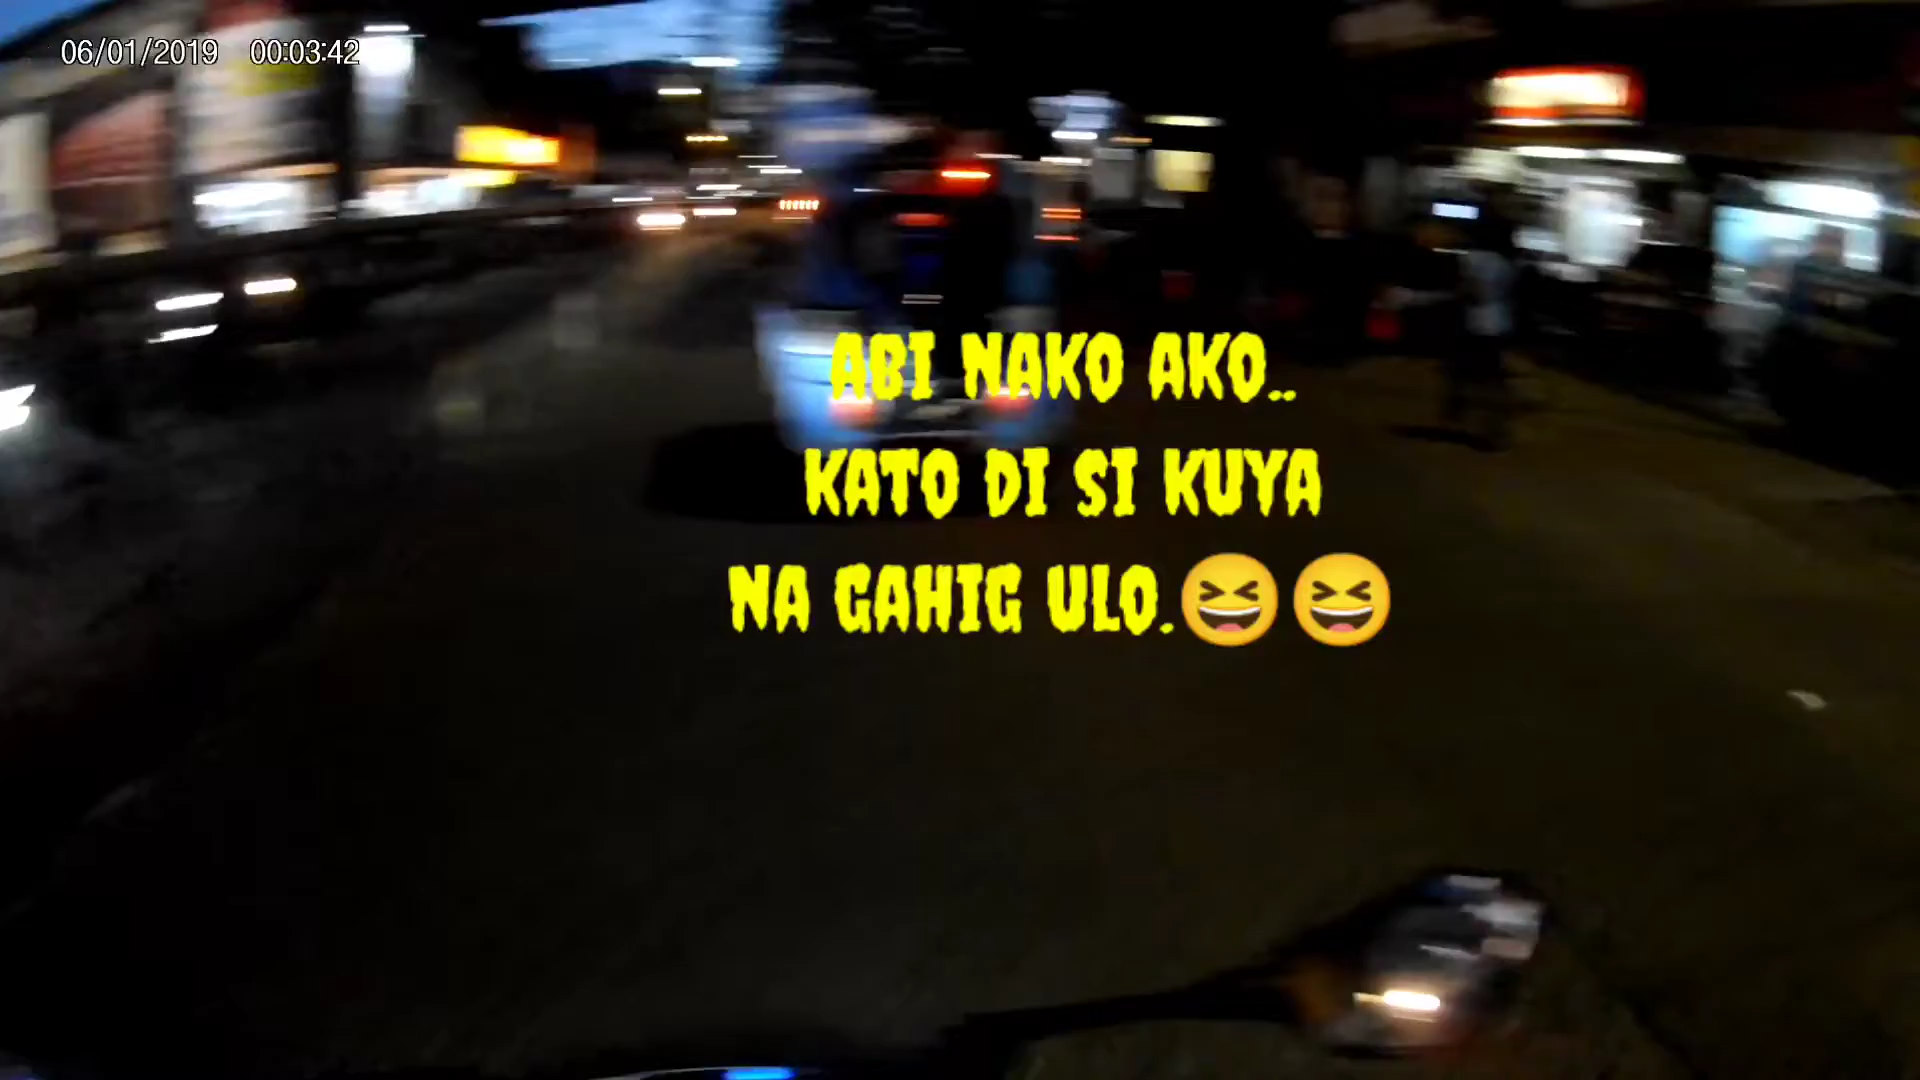 06/01/2019 00:03:42
ABI NAKO AKO..
KATO DI SI KUYA
NA GAHIG ULO.😆😆